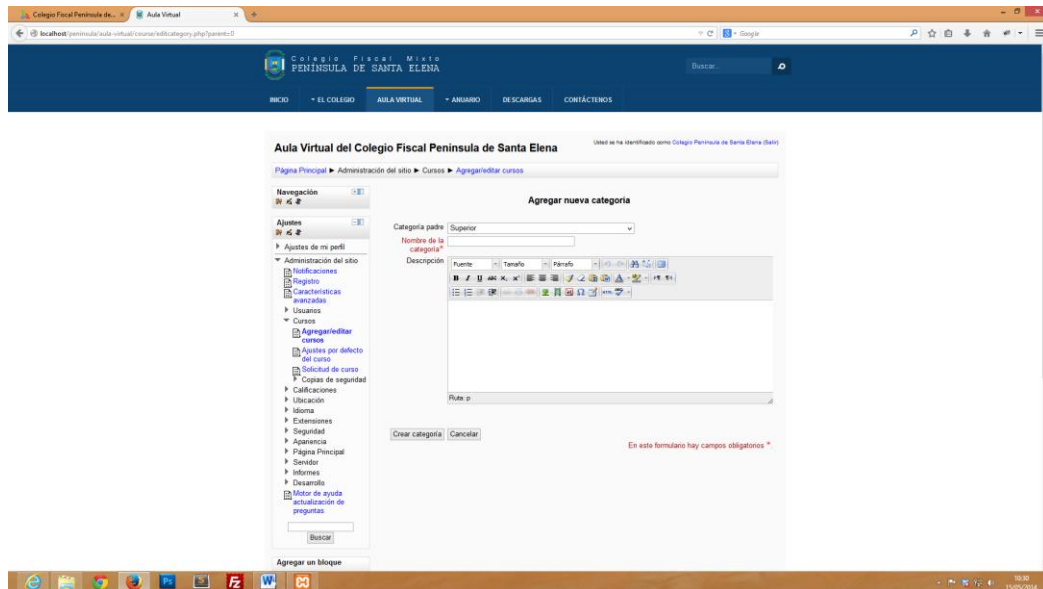 Colegio Fiscal Península de...
Aula Virtual
localhost/peninsula/aula-virtual/course/editcategory.php?parent=0
Google
Colegio Fiscal Mixto
PENÍNSULA DE SANTA ELENA
Buscar...
INICIO
EL COLEGIO
AULA VIRTUAL
ANUARIO
DESCARGAS
CONTÁCTENOS
Aula Virtual del Colegio Fiscal Peninsula de Santa Elena
Usted se ha identificado como Colegio Peninsula de Santa Elena (Salir)
Página Principal ► Administración del sitio ► Cursos ► Agregar/editar cursos
Navegación
Ajustes
Ajustes de mi perfil
Administración del sitio
Notificaciones
Registro
Características
avanzadas
Usuarios
Cursos
Agregar/editar
cursos
Ajustes por defecto
del curso
Solicitud de curso
Copias de seguridad
Calificaciones
Ubicación
Idioma
Extensiones
Seguridad
Apariencia
Página Principal
Servidor
Informes
Desarrollo
Motor de ayuda
actualización de
preguntas
Buscar
Agregar un bloque
Agregar nueva categoría
Categoría padre Superior
Nombre de la
categoría*
Descripción
Fuente Tamaño Párrafo
Ruta: p
Crear categoría Cancelar
En este formulario hay campos obligatorios *.
10:30
15/05/2014